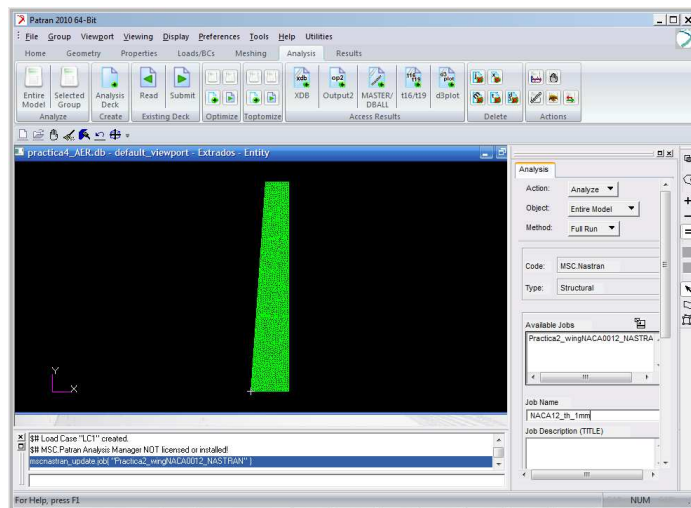 Patran 2010 64-Bit
File Group Viewport Viewing Display Preferences Tools Help Utilities
Home Geometry Properties Loads/BCs Meshing Analysis Results
xdb op2 t16 t19 d3 plot
Entire Model Selected Group Analysis Deck Read Submit XDB Output2 MASTER/DBALL t16/t19 d3plot
Analyze Create Existing Deck Optimize Toptomize Access Results Delete Actions
practica4_AER.db - default_viewport - Extrados - Entity
Analysis
Action: Analyze
Object: Entire Model
Method: Full Run
Code: MSC.Nastran
Type: Structural
Available Jobs
Practica2_wingNACA0012_NASTRA
Job Name
NACA12_th_1mm
Job Description (TITLE)
Y
X
$# Load Case "LC1" created.
$# MSC.Patran Analysis Manager NOT licensed or installed!
mscnastran_update.job( "Practica2_wingNACA0012_NASTRAN" )
For Help, press F1
NUM